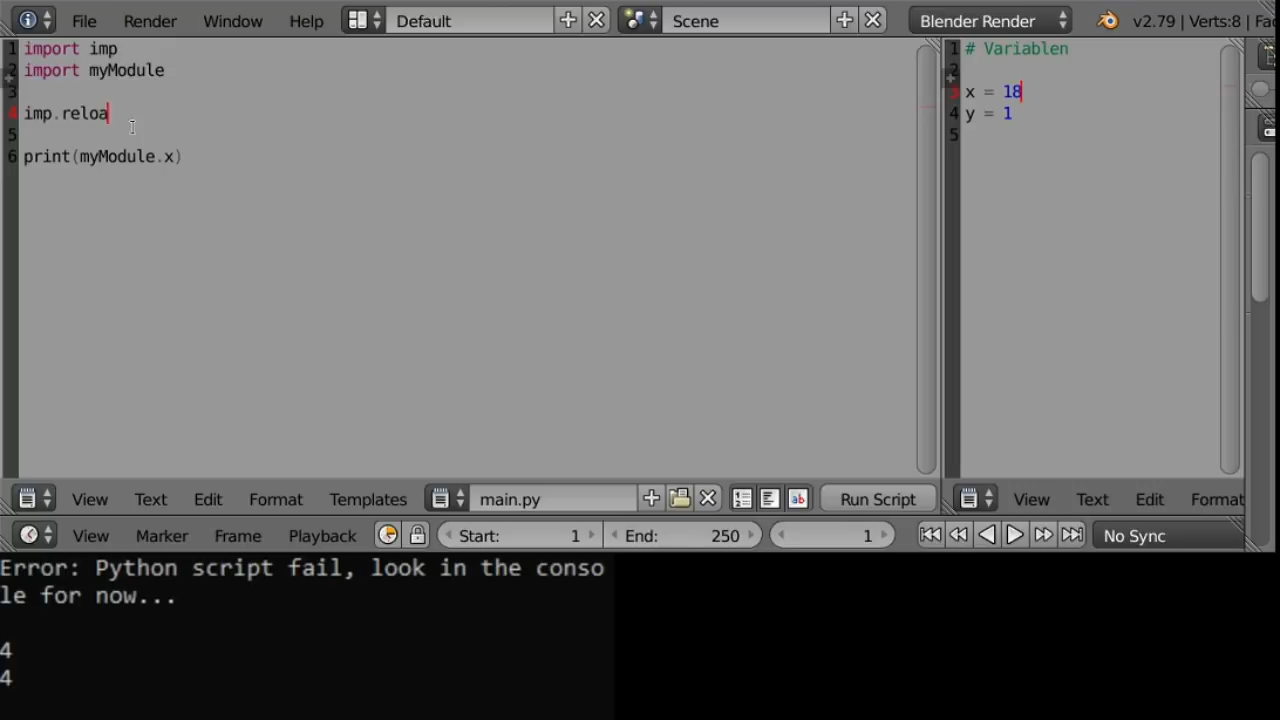 File Render Window Help Default Scene Blender Render v2.79 | Verts:8 |
1 import imp
2 import myModule
3
4 imp.reloa
5
6 print(myModule.x)
1 # Variablen
2
3 x = 18
4 y = 1
5
View Text Edit Format Templates main.py Run Script
View Text Edit Format
View Marker Frame Playback Start: 1 End: 250 1 No Sync
Error: Python script fail, look in the conso
le for now...
4
4